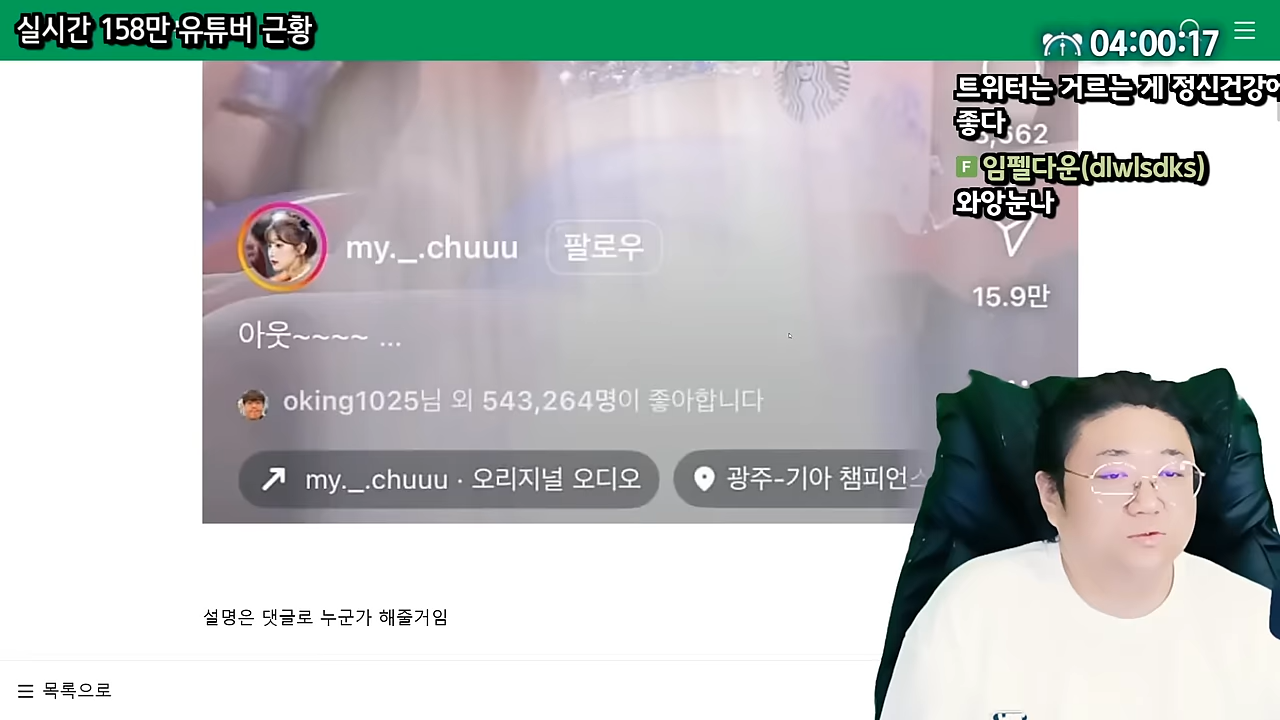 실시간 158만 유튜버 근황
04:00:17
트위터는 거르는 게 정신건강에
좋다
임펠다운(dlwlsdks)
와앙눈나
my._.chuuu 팔로우
15.9만
아웃~~~~ ...
oking1025님 외 543,264명이 좋아합니다
my._.chuuu · 오리지널 오디오
광주-기아 챔피언스
설명은 댓글로 누군가 해줄거임
목록으로